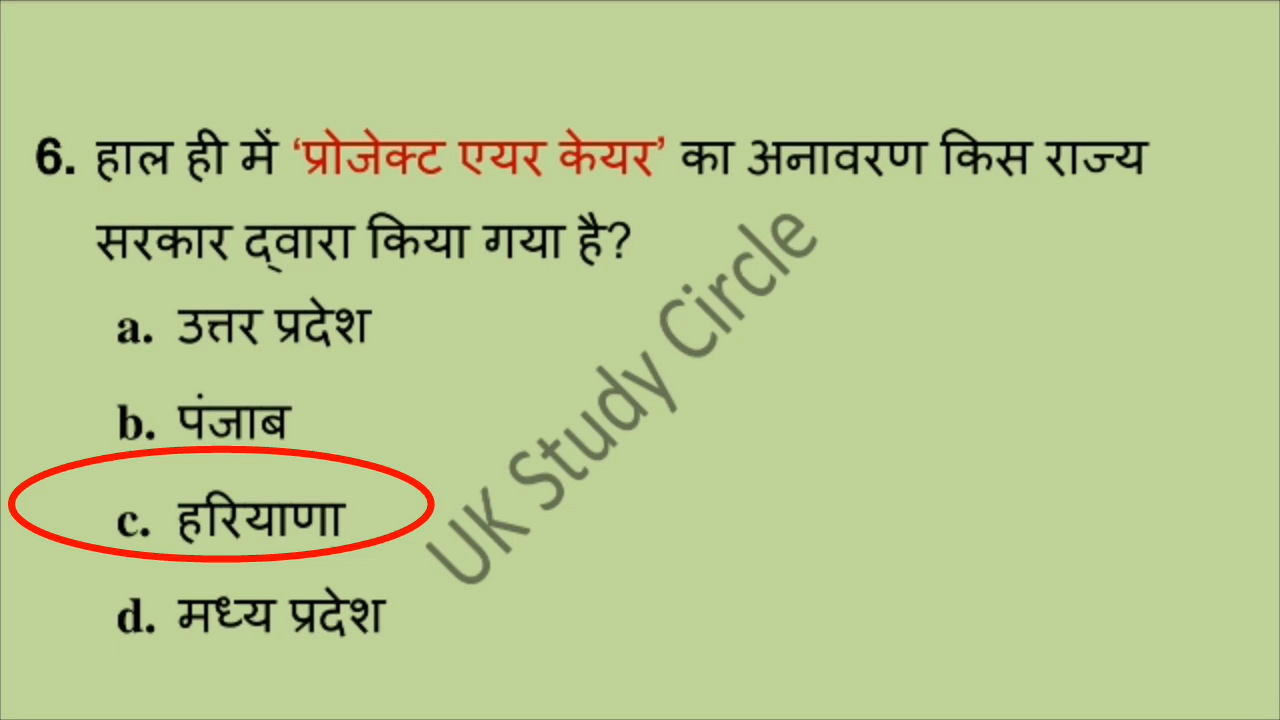 6. हाल ही में ‘प्रोजेक्ट एयर केयर’ का अनावरण किस राज्य
सरकार द्वारा किया गया है?
a. उत्तर प्रदेश
b. पंजाब
c. हरियाणा
d. मध्य प्रदेश
UK Study Circle